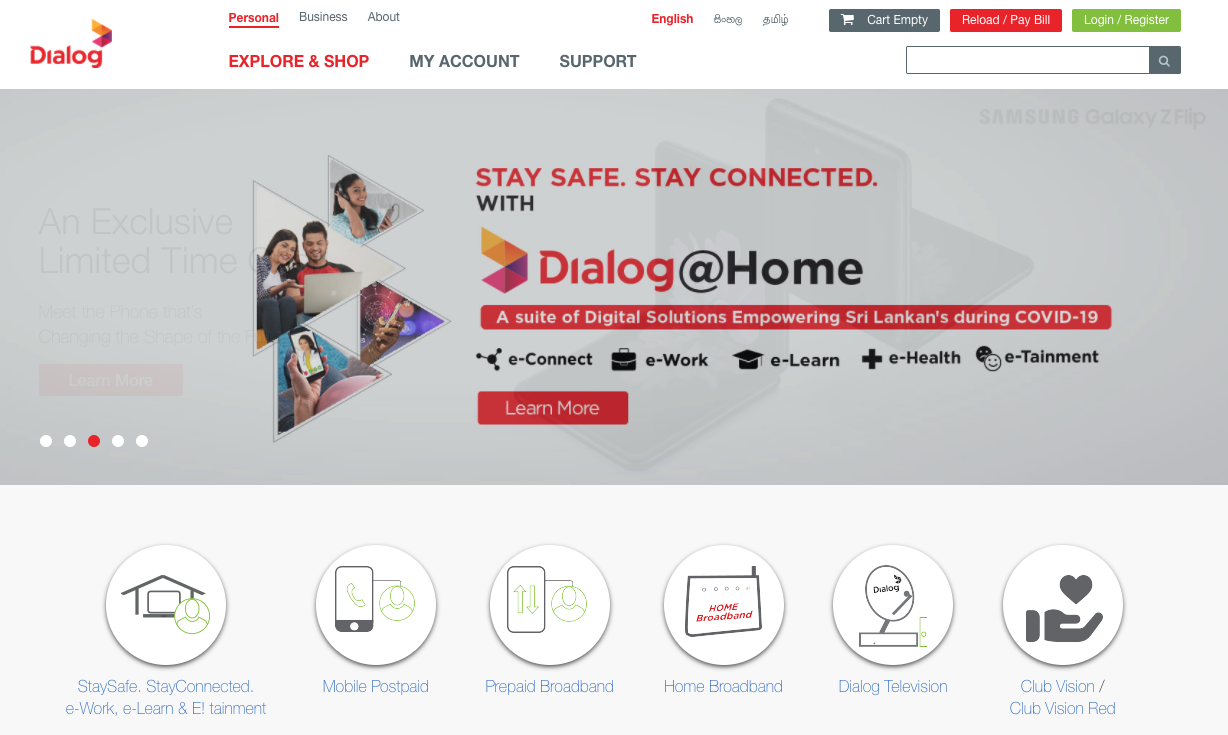 Personal
Business
About
English
සිංහල
தமிழ்
Cart Empty
Reload / Pay Bill
Login / Register
Dialog
EXPLORE & SHOP
MY ACCOUNT
SUPPORT
SAMSUNG Galaxy Z Flip
STAY SAFE. STAY CONNECTED.
WITH
Dialog@Home
A suite of Digital Solutions Empowering Sri Lankan's during COVID-19
e-Connect
e-Work
e-Learn
e-Health
e-Tainment
Learn More
An Exclusive
Limited Time
Meet the Phone that's
Changing the Shape of the
Learn More
HOME
Broadband
Dialog
StaySafe. StayConnected.
e-Work, e-Learn & E! tainment
Mobile Postpaid
Prepaid Broadband
Home Broadband
Dialog Television
Club Vision /
Club Vision Red